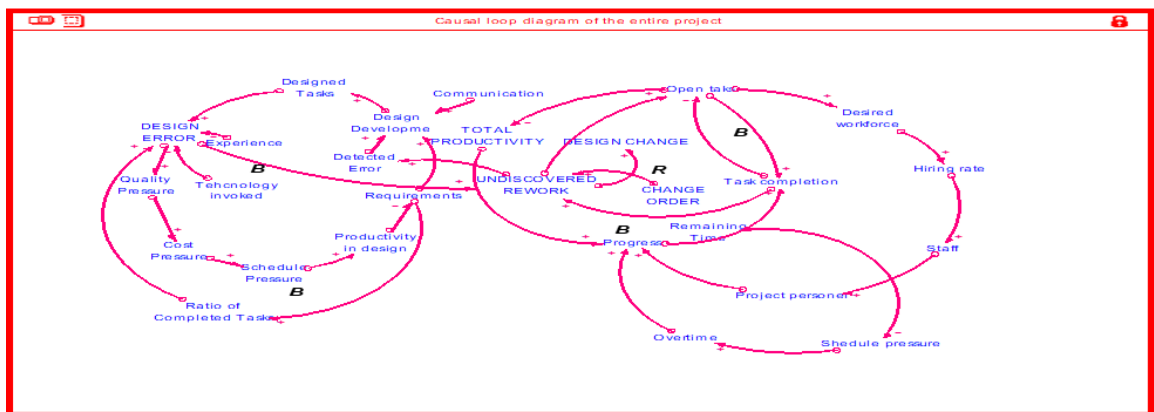 Causal loop diagram of the entire project
Designed
Tasks
Communication
Open task
Design
Developme
Desired
workforce
DESIGN
ERROR
Experience
TOTAL
PRODUCTIVITY
DESIGN CHANGE
B
B
Detected
Error
R
Hiring rate
Quality
Pressure
Tehcnology
invoked
UNDISCOVERED
REWORK
Task completion
CHANGE
ORDER
Requirements
Remaining
Time
B
Productivity
in design
Progress
Staff
Cost
Pressure
Schedule
Pressure
B
Project personel
Ratio of
Completed Tasks
Overtime
Shedule pressure